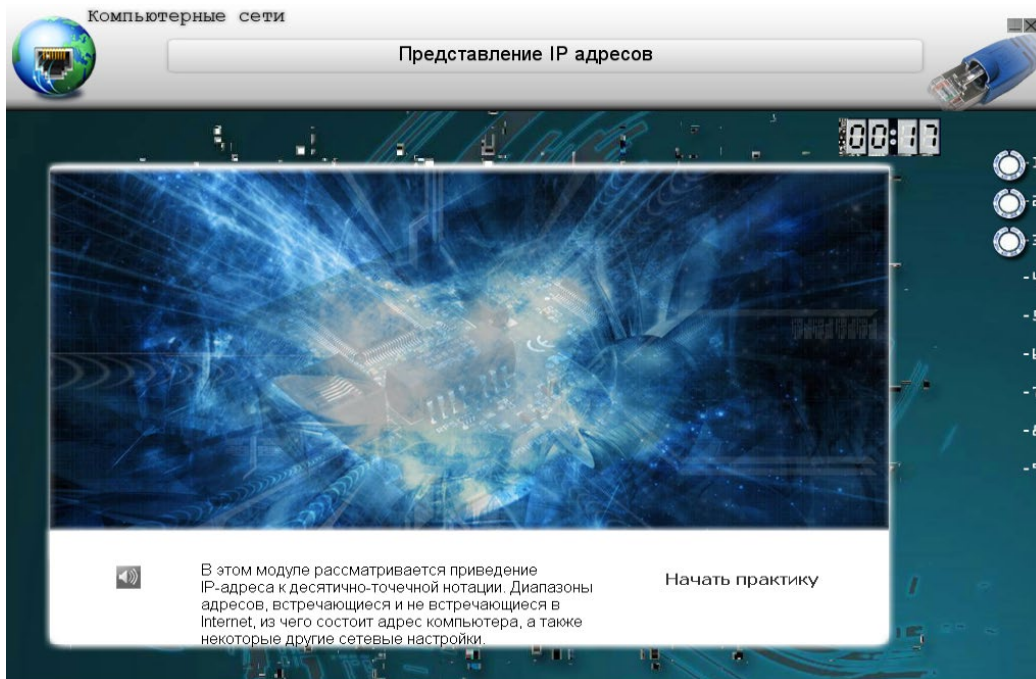 Компьютерные сети
Представление IP адресов
00:17
В этом модуле рассматривается приведение
IP-адреса к десятично-точечной нотации. Диапазоны
адресов, встречающиеся и не встречающиеся в
Internet, из чего состоит адрес компьютера, а также
некоторые другие сетевые настройки.
Начать практику